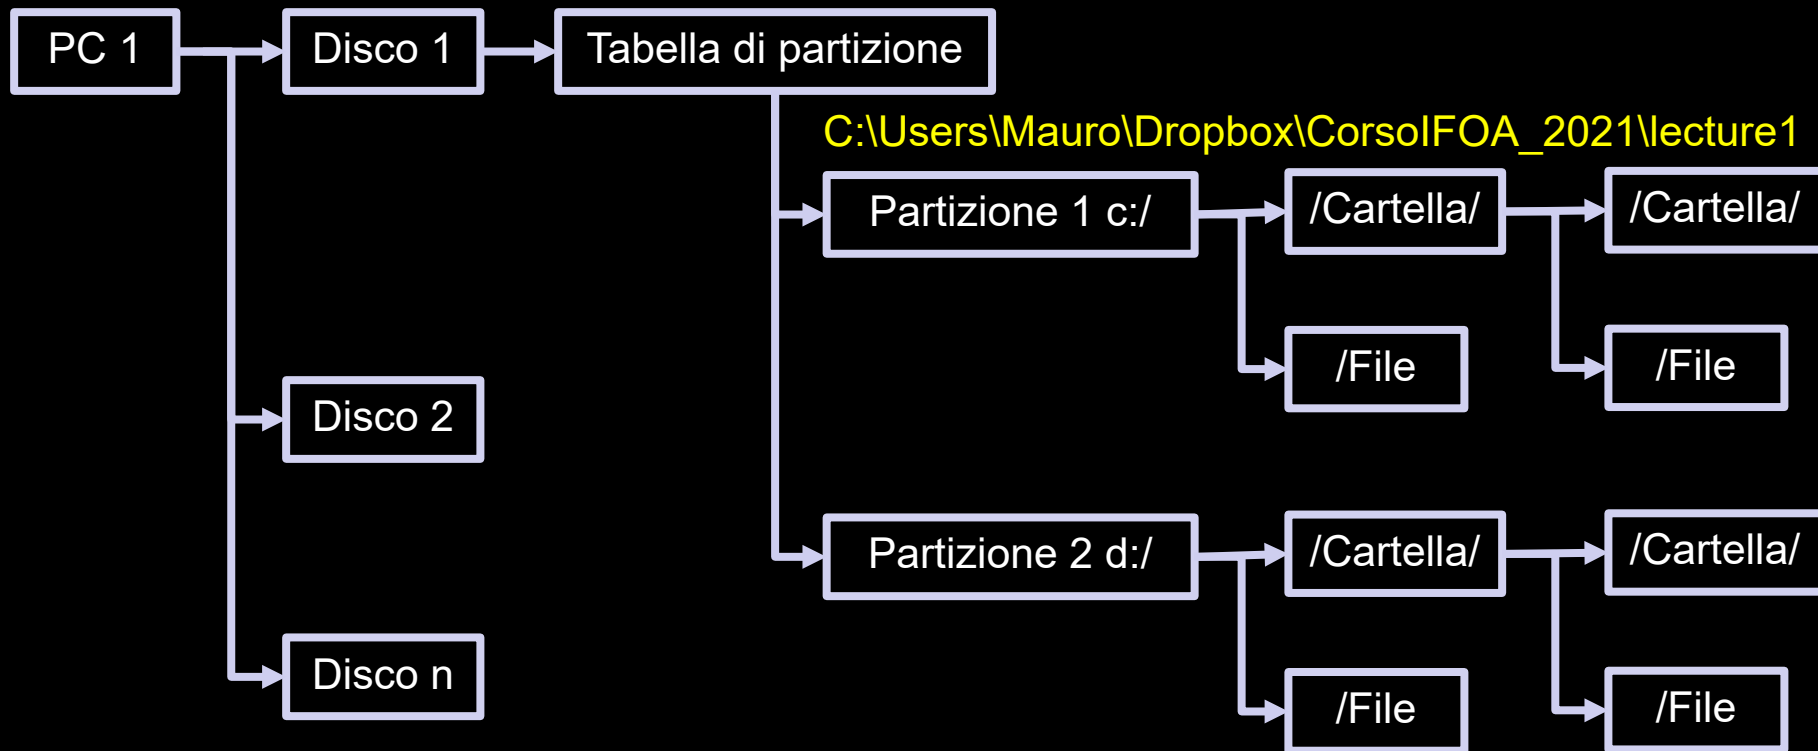 PC 1
Disco 1
Tabella di partizione
C:\Users\Mauro\Dropbox\CorsoIFOA_2021\lecture1
Partizione 1 c:/
/Cartella/
/Cartella/
/File
/File
Disco 2
Partizione 2 d:/
/Cartella/
/Cartella/
Disco n
/File
/File